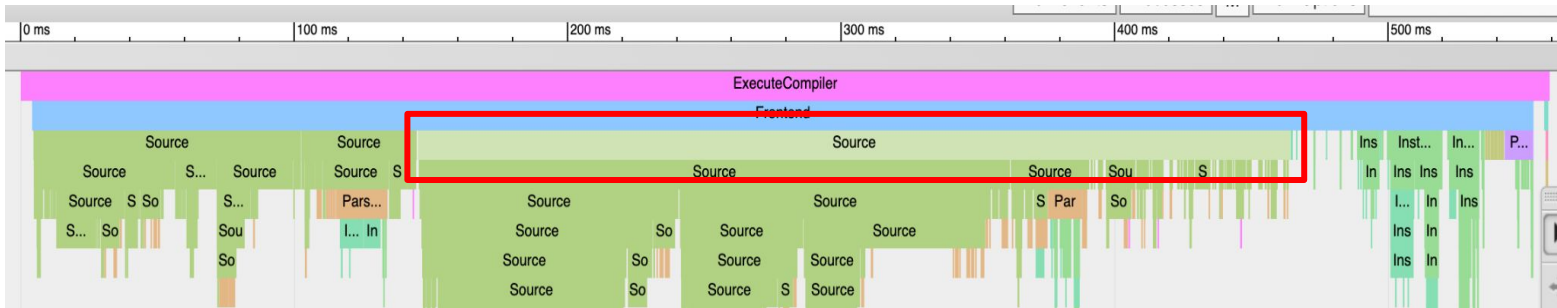 0 ms 100 ms 200 ms 300 ms 400 ms 500 ms
ExecuteCompiler
Frontend
Source Source Source Ins Inst... In... P...
Source S... Source Source S Source Source Sou S In Ins Ins Ins
Source S So S... Pars... Source Source S Par So I... In Ins
S... So Sou I... In Source So Source Source Ins In
So Source So Source Source Ins In
Source So Source S Source